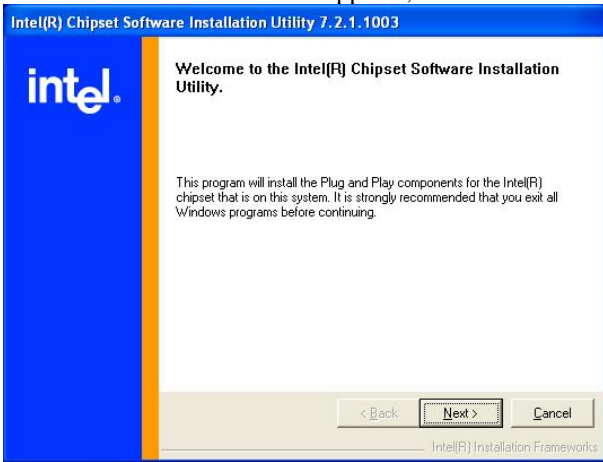 Intel(R) Chipset Software Installation Utility 7.2.1.1003
intel®
Welcome to the Intel(R) Chipset Software Installation
Utility.
This program will install the Plug and Play components for the Intel(R)
chipset that is on this system. It is strongly recommended that you exit all
Windows programs before continuing.
< Back
Next >
Cancel
Intel(R) Installation Frameworks